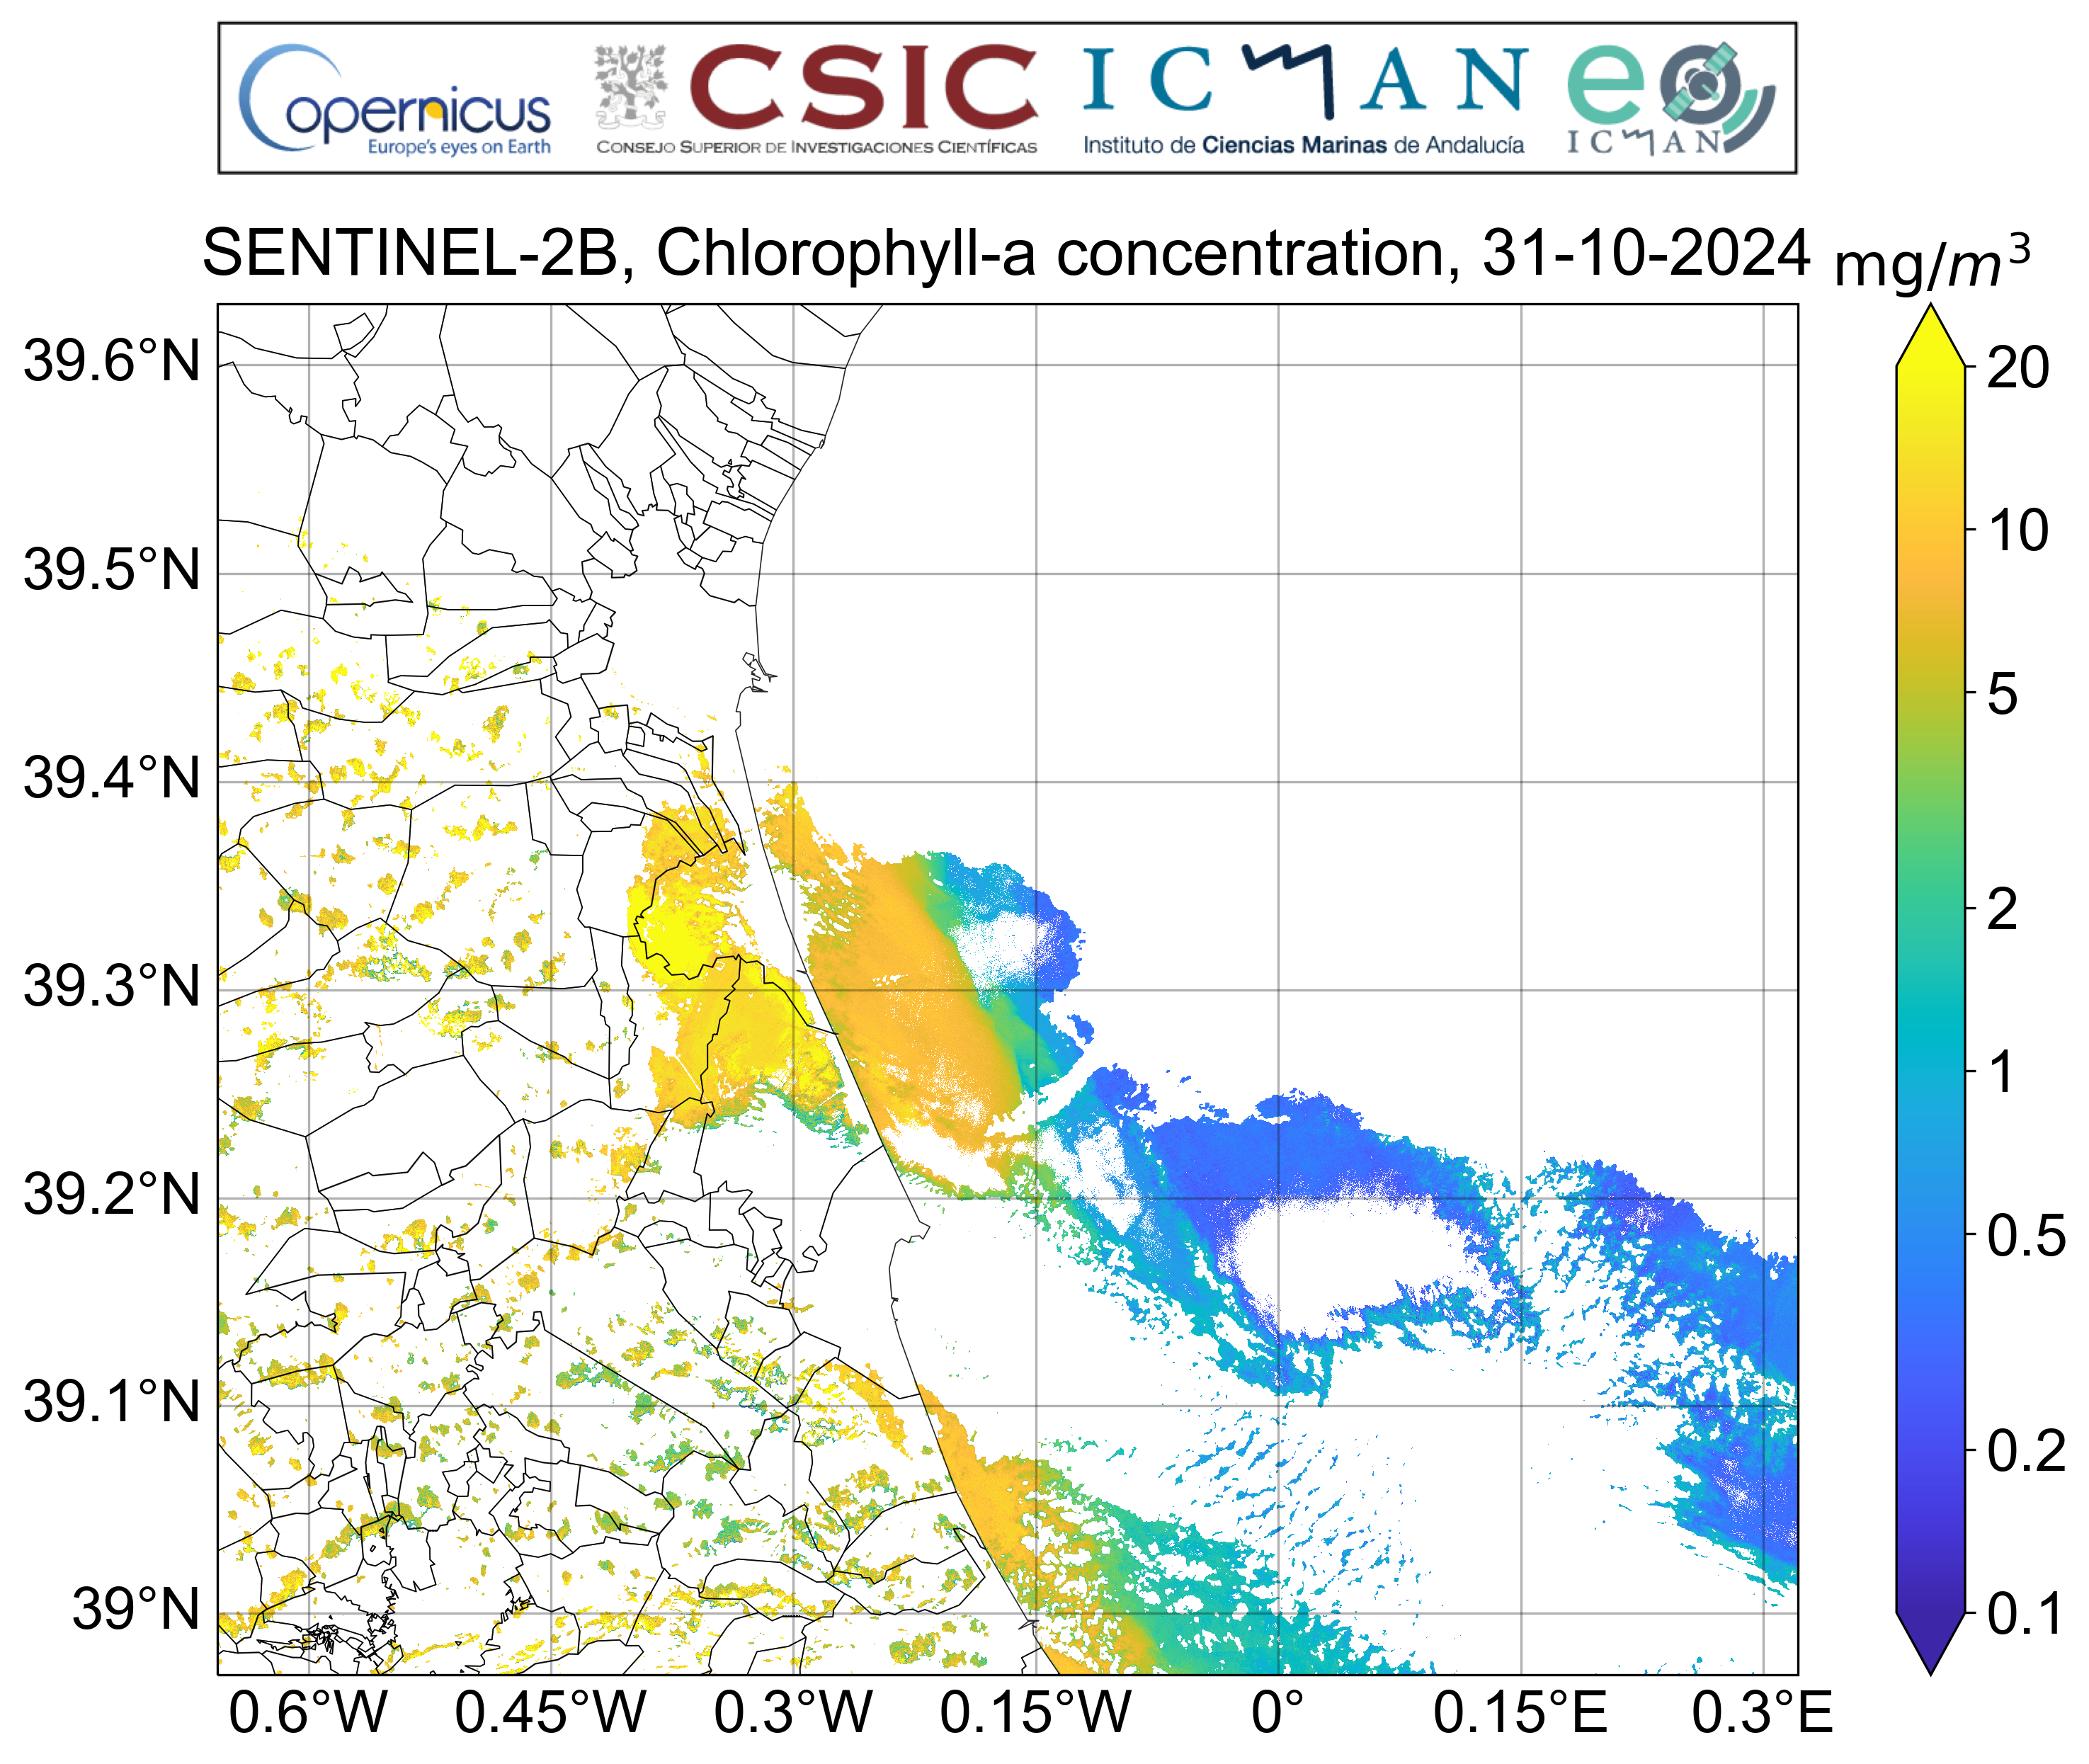 Copernicus
Europe's eyes on Earth
CSIC
CONSEJO SUPERIOR DE INVESTIGACIONES CIENTÍFICAS
ICMAN
Instituto de Ciencias Marinas de Andalucía
eo
ICMAN
SENTINEL-2B, Chlorophyll-a concentration, 31-10-2024
mg/m³
39.6°N
39.5°N
39.4°N
39.3°N
39.2°N
39.1°N
39°N
0.6°W
0.45°W
0.3°W
0.15°W
0°
0.15°E
0.3°E
20
10
5
2
1
0.5
0.2
0.1